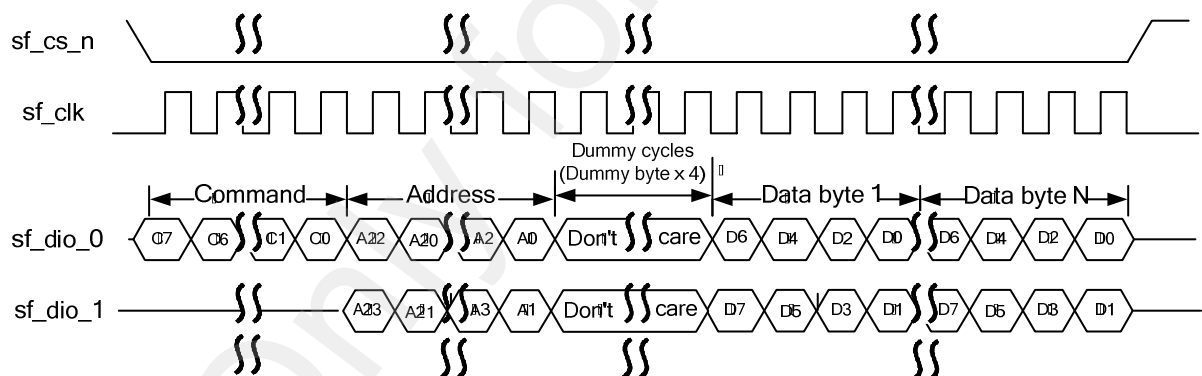 sf_cs_n
sf_clk
Dummy cycles
(Dummy byte x 4)
Command Address Data byte 1 Data byte N
sf_dio_0 C7 C6 C1 C0 A22 A20 A2 A0 Don't care D6 D4 D2 D0 D6 D4 D2 D0
sf_dio_1 A23 A21 A3 A1 Don't care D7 D5 D3 D1 D7 D5 D3 D1
only fo